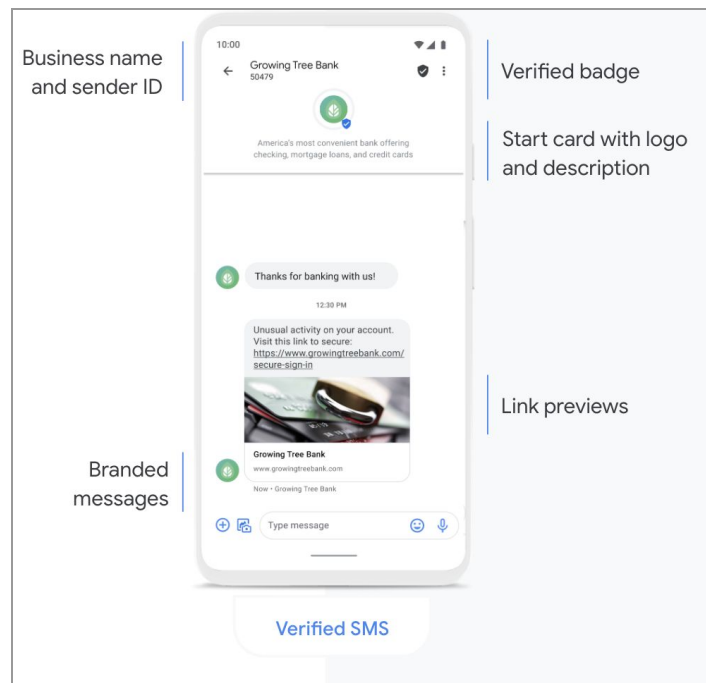 Business name
and sender ID
Branded
messages
10:00
Growing Tree Bank
50479
America's most convenient bank offering
checking, mortgage loans, and credit cards
Thanks for banking with us!
12:30 PM
Unusual activity on your account.
Visit this link to secure:
https://www.growingtreebank.com/
secure-sign-in
Growing Tree Bank
www.growingtreebank.com
Now • Growing Tree Bank
Type message
Verified badge
Start card with logo
and description
Link previews
Verified SMS